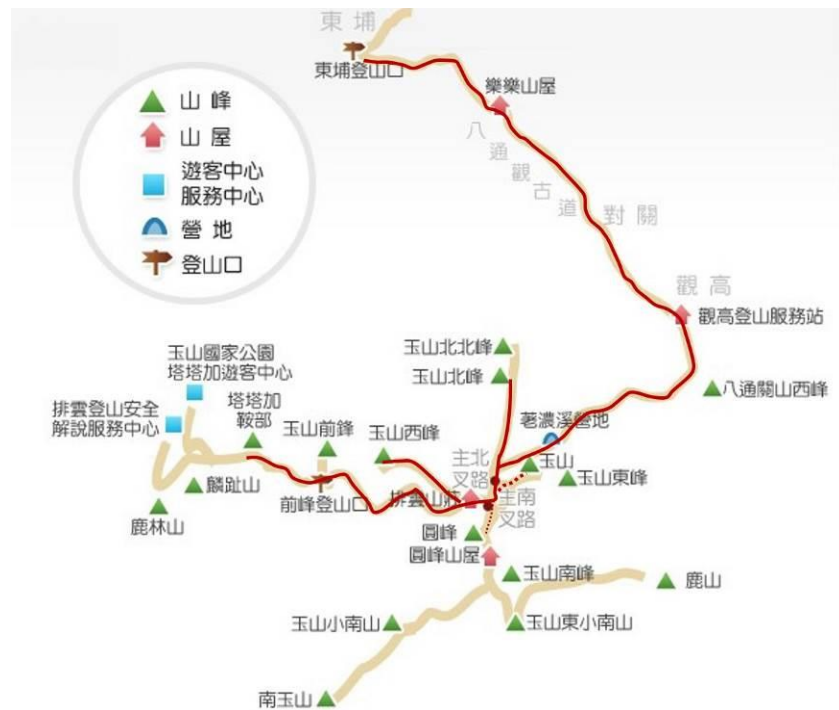 東埔
東埔登山口
樂樂山屋
八通觀古道
對關
觀高
觀高登山服務站
八通關山西峰
山峰
山屋
遊客中心
服務中心
營地
登山口
玉山國家公園
塔塔加遊客中心
排雲登山安全
解說服務中心
塔塔加
鞍部
玉山前鋒
玉山西峰
玉山北北峰
玉山北峰
荖濃溪營地
主北
叉路
玉山
玉山東峰
麟趾山
鹿林山
前峰登山口
排雲山莊
主南
叉路
圓峰
圓峰山屋
玉山南峰
鹿山
玉山小南山
玉山東小南山
南玉山